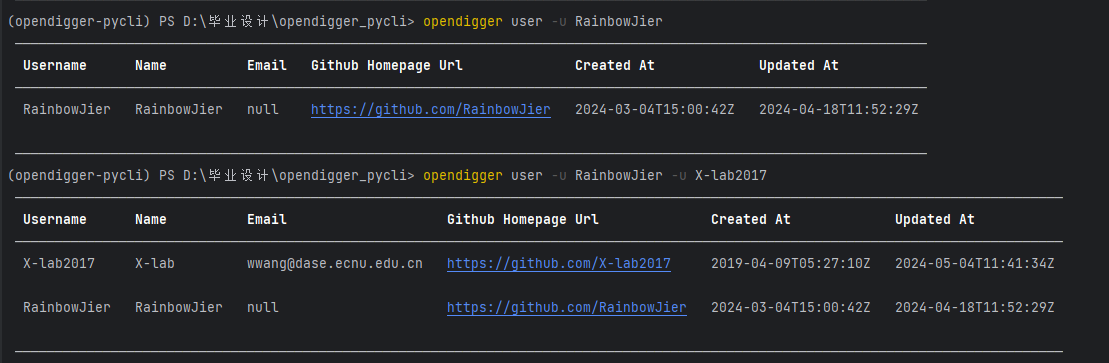 (opendigger-pycli) PS D:\毕业设计\opendigger_pycli> opendigger user -u RainbowJier
Username Name Email Github Homepage Url Created At Updated At
RainbowJier RainbowJier null https://github.com/RainbowJier 2024-03-04T15:00:42Z 2024-04-18T11:52:29Z
(opendigger-pycli) PS D:\毕业设计\opendigger_pycli> opendigger user -u RainbowJier -u X-lab2017
Username Name Email Github Homepage Url Created At Updated At
X-lab2017 X-lab wwang@dase.ecnu.edu.cn https://github.com/X-lab2017 2019-04-09T05:27:10Z 2024-05-04T11:41:34Z
RainbowJier RainbowJier null https://github.com/RainbowJier 2024-03-04T15:00:42Z 2024-04-18T11:52:29Z